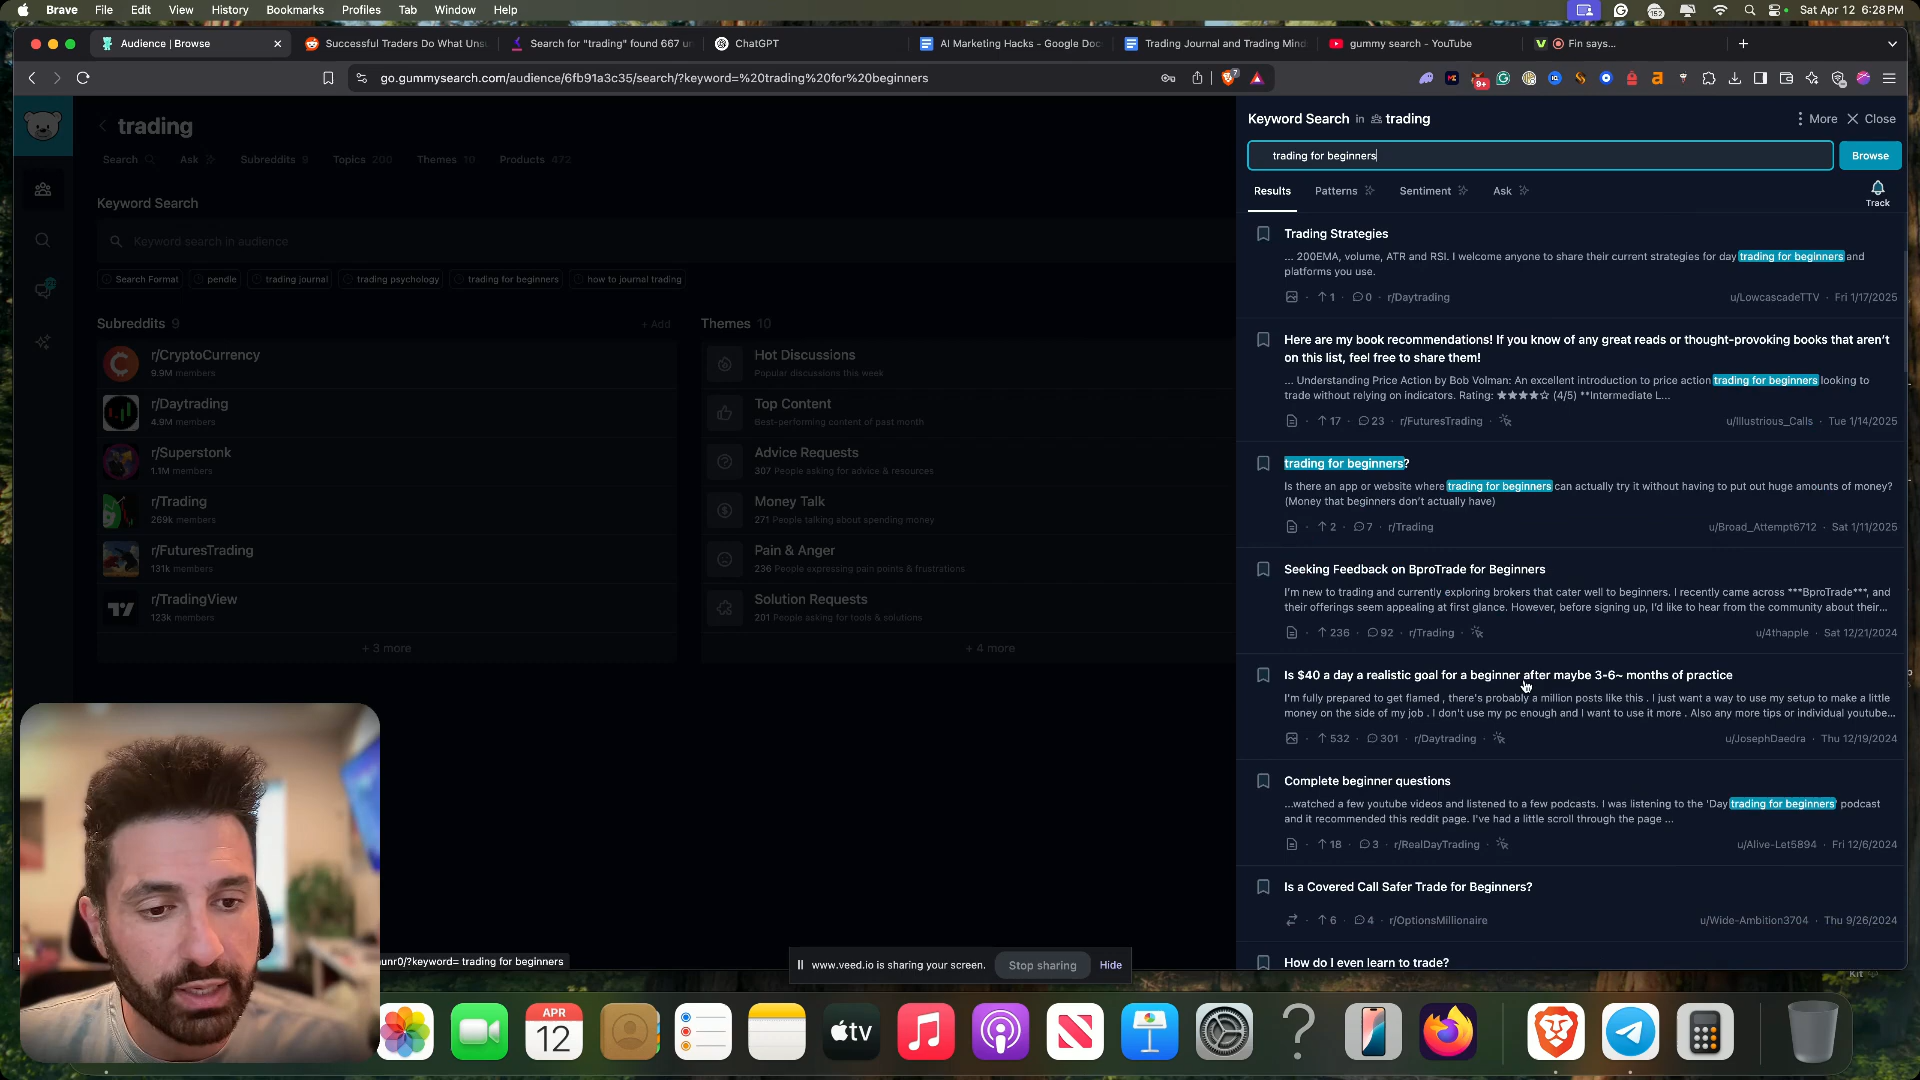 Brave File Edit View History Bookmarks Profiles Tab Window Help
152
Sat Apr 12 6:28 PM
Audience | Browse
Successful Traders Do What Uns
Search for "trading" found 667 u
ChatGPT
AI Marketing Hacks - Google Doc
Trading Journal and Trading Mind
gummy search - YouTube
Fin says...
go.gummysearch.com/audience/6fb91a3c35/search/?keyword=%20trading%20for%20beginners
trading
Search Ask Subreddits 9 Topics 200 Themes 10 Products 472
Keyword Search
Keyword search in audience
Search Format pendle trading journal trading psychology trading for beginners how to journal trading
Subreddits 9
+ Add
r/CryptoCurrency
9.9M members
r/Daytrading
4.9M members
r/Superstonk
1.1M members
r/Trading
269k members
r/FuturesTrading
131k members
r/TradingView
123k members
+ 3 more
Themes 10
Hot Discussions
Popular discussions this week
Top Content
Best-performing content of past month
Advice Requests
307 People asking for advice & resources
Money Talk
271 People talking about spending money
Pain & Anger
236 People expressing pain points & frustrations
Solution Requests
201 People asking for tools & solutions
+ 4 more
Keyword Search in trading
More Close
trading for beginners
Browse
Results Patterns Sentiment Ask
Track
Trading Strategies
... 200EMA, volume, ATR and RSI. I welcome anyone to share their current strategies for day trading for beginners and
platforms you use.
1 · 0 · r/Daytrading
u/LowcascadeTTV · Fri 1/17/2025
Here are my book recommendations! If you know of any great reads or thought-provoking books that aren't
on this list, feel free to share them!
... Understanding Price Action by Bob Volman: An excellent introduction to price action trading for beginners looking to
trade without relying on indicators. Rating: ★★★★☆ (4/5) **Intermediate L...
17 · 23 · r/FuturesTrading
u/Illustrious_Calls · Tue 1/14/2025
trading for beginners?
Is there an app or website where trading for beginners can actually try it without having to put out huge amounts of money?
(Money that beginners don't actually have)
2 · 7 · r/Trading
u/Broad_Attempt6712 · Sat 1/11/2025
Seeking Feedback on BproTrade for Beginners
I'm new to trading and currently exploring brokers that cater well to beginners. I recently came across ***BproTrade***, and
their offerings seem appealing at first glance. However, before signing up, I'd like to hear from the community about their...
236 · 92 · r/Trading
u/4thapple · Sat 12/21/2024
Is $40 a day a realistic goal for a beginner after maybe 3-6~ months of practice
I'm fully prepared to get flamed , there's probably a million posts like this . I just want a way to use my setup to make a little
money on the side of my job . I don't use my pc enough and I want to use it more . Also any more tips or individual youtube...
532 · 301 · r/Daytrading
u/JosephDaedra · Thu 12/19/2024
Complete beginner questions
...watched a few youtube videos and listened to a few podcasts. I was listening to the 'Day trading for beginners' podcast
and it recommended this reddit page. I've had a little scroll through the page ...
18 · 3 · r/RealDayTrading
u/Alive-Let5894 · Fri 12/6/2024
Is a Covered Call Safer Trade for Beginners?
6 · 4 · r/OptionsMillionaire
u/Wide-Ambition3704 · Thu 9/26/2024
How do I even learn to trade?
unr0/?keyword= trading for beginners
www.veed.io is sharing your screen.
Stop sharing
Hide
Kit
APR
12
tv